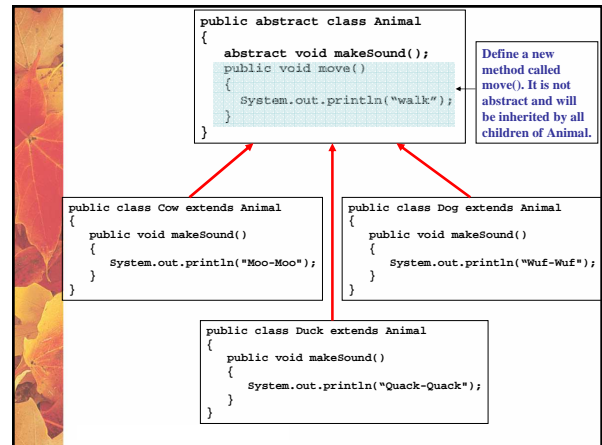 public abstract class Animal
{
abstract void makeSound();
public void move()
{
System.out.println(“walk”);
}
}
Define a new
method called
move(). It is not
abstract and will
be inherited by all
children of Animal.
public class Cow extends Animal
{
public void makeSound()
{
System.out.println("Moo-Moo");
}
}
public class Dog extends Animal
{
public void makeSound()
{
System.out.println(“Wuf-Wuf");
}
}
public class Duck extends Animal
{
public void makeSound()
{
System.out.println(“Quack-Quack");
}
}